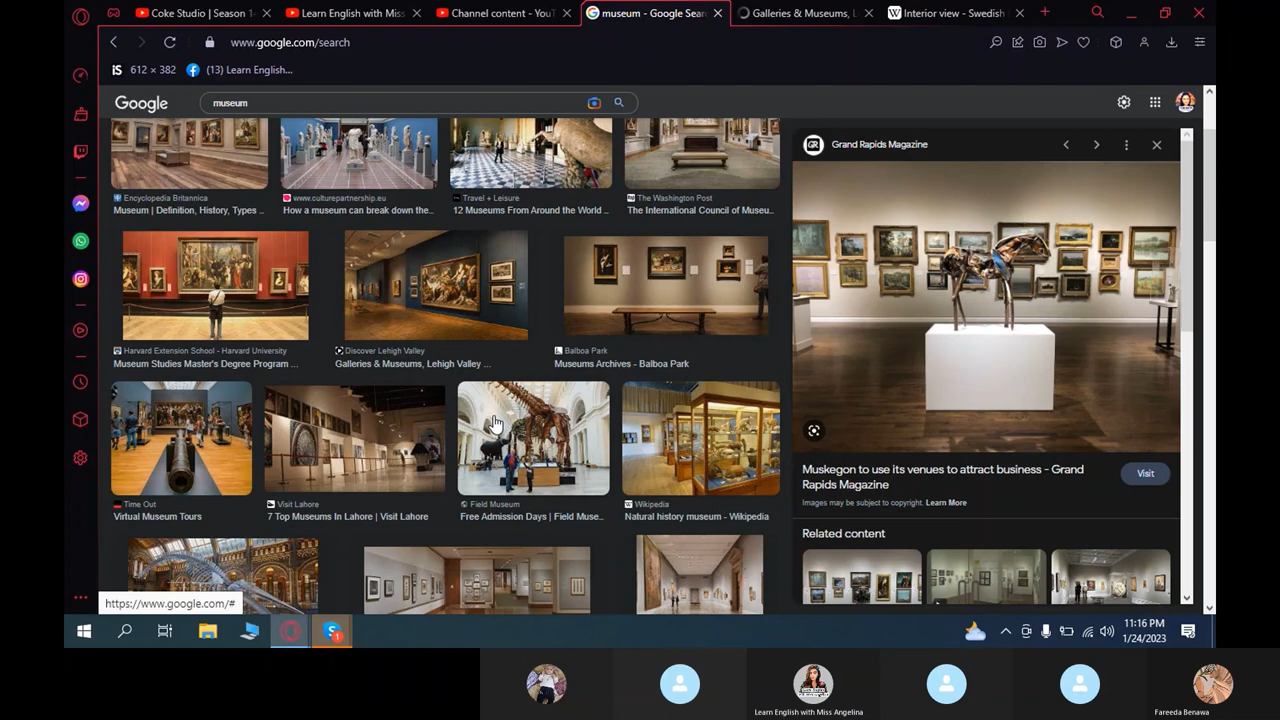 Coke Studio | Season 1
Learn English with Miss
Channel content - YouT
museum - Google Sear
Galleries & Museums, L
Interior view - Swedish
www.google.com/search
iS 612 × 382
(13) Learn English...
Google
museum
Encyclopedia Britannica
Museum | Definition, History, Types ...
www.culturepartnership.eu
How a museum can break down the...
Travel + Leisure
12 Museums From Around the World ...
The Washington Post
The International Council of Museu...
GR
Grand Rapids Magazine
Harvard Extension School - Harvard University
Museum Studies Master's Degree Program ...
Discover Lehigh Valley
Galleries & Museums, Lehigh Valley ...
Balboa Park
Museums Archives - Balboa Park
Time Out
Virtual Museum Tours
Visit Lahore
7 Top Museums In Lahore | Visit Lahore
Field Museum
Free Admission Days | Field Muse...
Wikipedia
Natural history museum - Wikipedia
Muskegon to use its venues to attract business - Grand
Rapids Magazine
Visit
Images may be subject to copyright. Learn More
Related content
https://www.google.com/#
1
11:16 PM
1/24/2023
Learn English with Miss Angelina
Fareeda Benawa